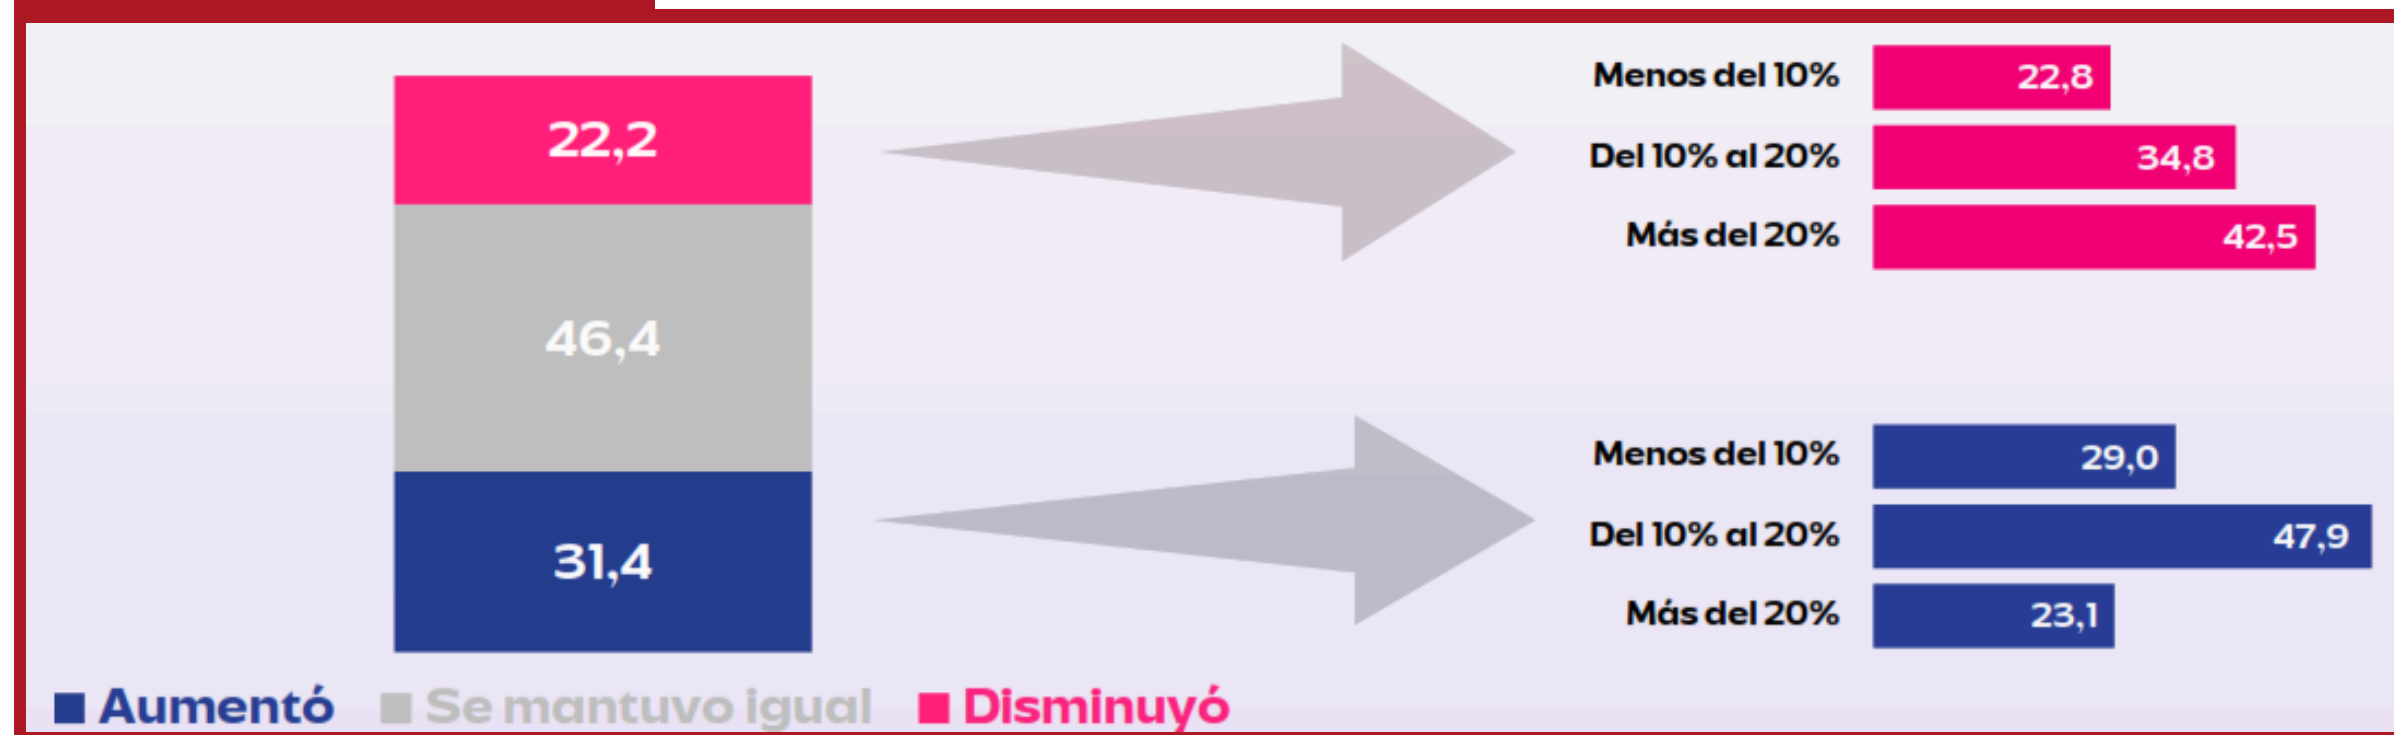 22,2
46,4
31,4
Menos del 10% 22,8
Del 10% al 20% 34,8
Más del 20% 42,5
Menos del 10% 29,0
Del 10% al 20% 47,9
Más del 20% 23,1
Aumentó Se mantuvo igual Disminuyó